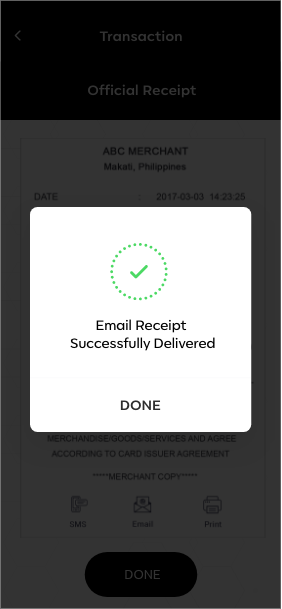 Transaction
Official Receipt
ABC MERCHANT
Makati, Philippines
DATE : 2017-03-03 14:23:25
Email Receipt
Successfully Delivered
DONE
MERCHANDISE/GOODS/SERVICES AND AGREE
ACCORDING TO CARD ISSUER AGREEMENT
*****MERCHANT COPY*****
SMS Email Print
DONE